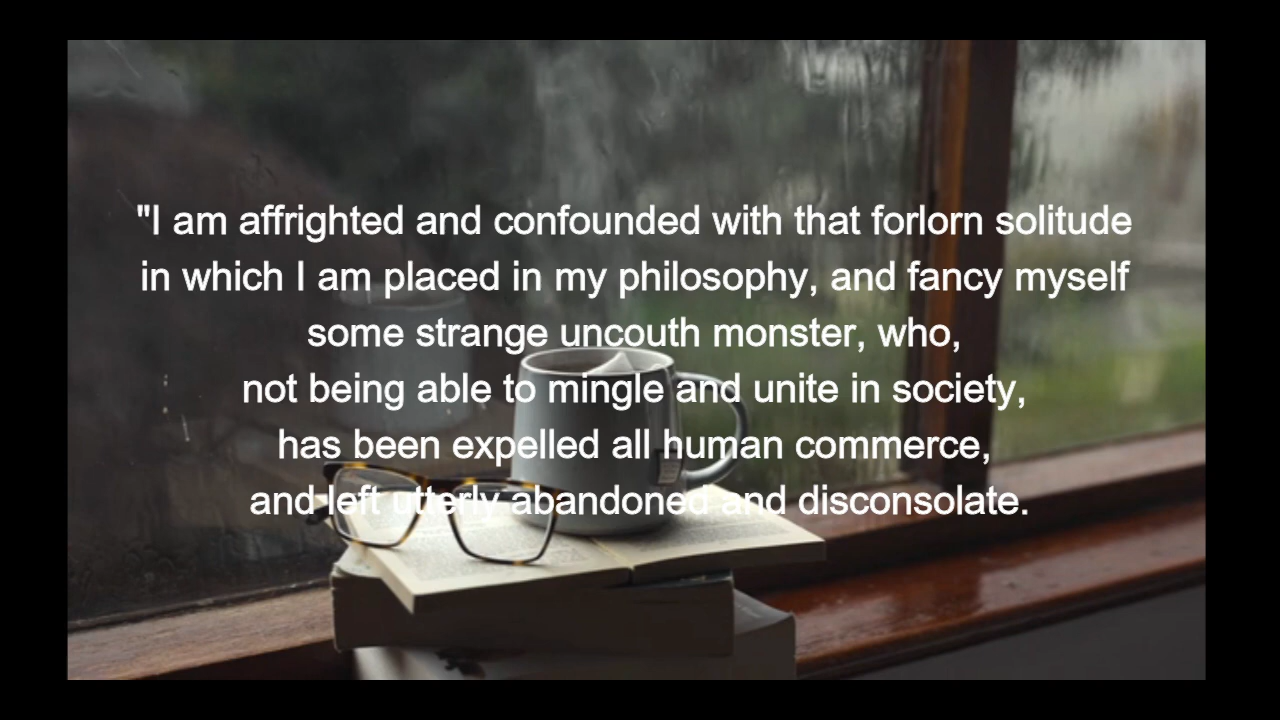 "I am affrighted and confounded with that forlorn solitude
in which I am placed in my philosophy, and fancy myself
some strange uncouth monster, who,
not being able to mingle and unite in society,
has been expelled all human commerce,
and left utterly abandoned and disconsolate.